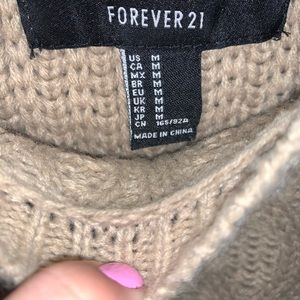 FOREVER 21
US M
CA M
MX M
BR M
EU M
UK M
KR M
JP M
CN 165/92A
MADE IN CHINA